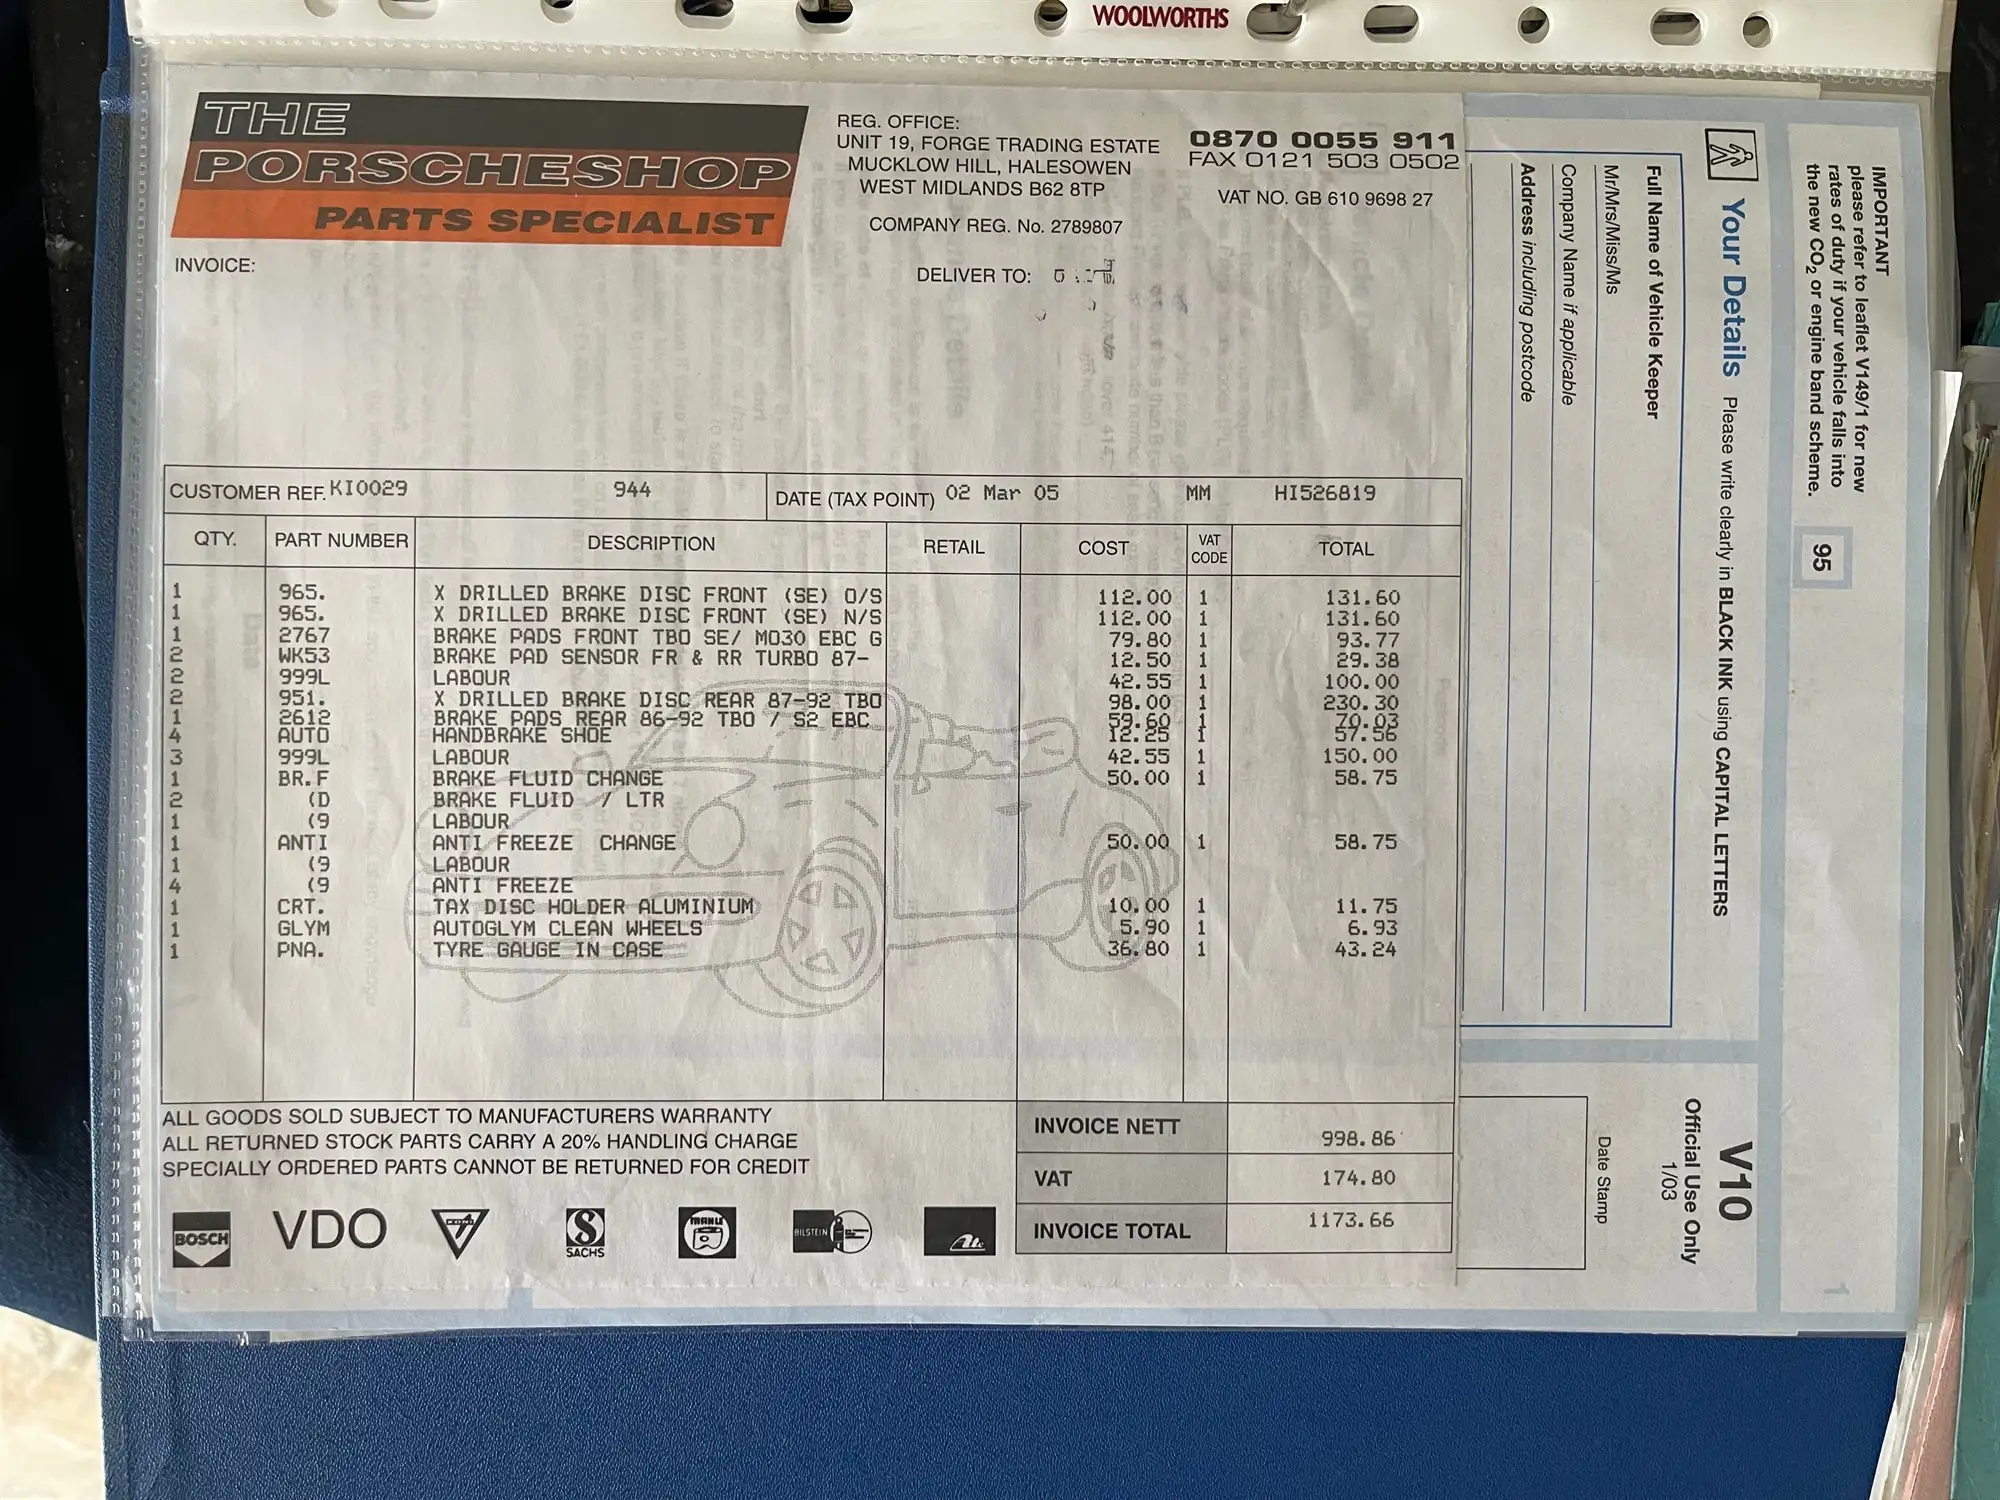 WOOLWORTHS
THE
PORSCHESHOP
PARTS SPECIALIST
REG. OFFICE:
UNIT 19, FORGE TRADING ESTATE
MUCKLOW HILL, HALESOWEN
WEST MIDLANDS B62 8TP
COMPANY REG. No. 2789807
0870 0055 911
FAX 0121 503 0502
VAT NO. GB 610 9698 27
INVOICE:
DELIVER TO:
CUSTOMER REF. KI0029 944 DATE (TAX POINT) 02 Mar 05 MM HI526819
QTY. PART NUMBER DESCRIPTION RETAIL COST VAT CODE TOTAL
1 965. X DRILLED BRAKE DISC FRONT (SE) O/S 112.00 1 131.60
1 965. X DRILLED BRAKE DISC FRONT (SE) N/S 112.00 1 131.60
1 2767 BRAKE PADS FRONT TBO SE/ M030 EBC G 79.80 1 93.77
2 WK53 BRAKE PAD SENSOR FR & RR TURBO 87- 12.50 1 29.38
2 999L LABOUR 42.55 1 100.00
2 951. X DRILLED BRAKE DISC REAR 87-92 TBO 98.00 1 230.30
1 2612 BRAKE PADS REAR 86-92 TBO / S2 EBC 59.60 1 70.03
4 AUTO HANDBRAKE SHOE 12.25 1 57.56
3 999L LABOUR 42.55 1 150.00
1 BR.F BRAKE FLUID CHANGE 50.00 1 58.75
2 (D BRAKE FLUID / LTR
1 (9 LABOUR
1 ANTI ANTI FREEZE CHANGE 50.00 1 58.75
1 (9 LABOUR
4 (9 ANTI FREEZE
1 CRT. TAX DISC HOLDER ALUMINIUM 10.00 1 11.75
1 GLYM AUTOGLYM CLEAN WHEELS 5.90 1 6.93
1 PNA. TYRE GAUGE IN CASE 36.80 1 43.24
ALL GOODS SOLD SUBJECT TO MANUFACTURERS WARRANTY
ALL RETURNED STOCK PARTS CARRY A 20% HANDLING CHARGE
SPECIALLY ORDERED PARTS CANNOT BE RETURNED FOR CREDIT
INVOICE NETT 998.86
VAT 174.80
INVOICE TOTAL 1173.66
BOSCH
VDO
SACHS
MAHLE
BILSTEIN
Ate
IMPORTANT
please refer to leaflet V149/1 for new
rates of duty if your vehicle falls into
the new CO2 or engine band scheme.
95
Your Details Please write clearly in BLACK INK using CAPITAL LETTERS
Full Name of Vehicle Keeper
Mr/Mrs/Miss/Ms
Company Name if applicable
Address including postcode
V10
Official Use Only
1/03
Date Stamp
1